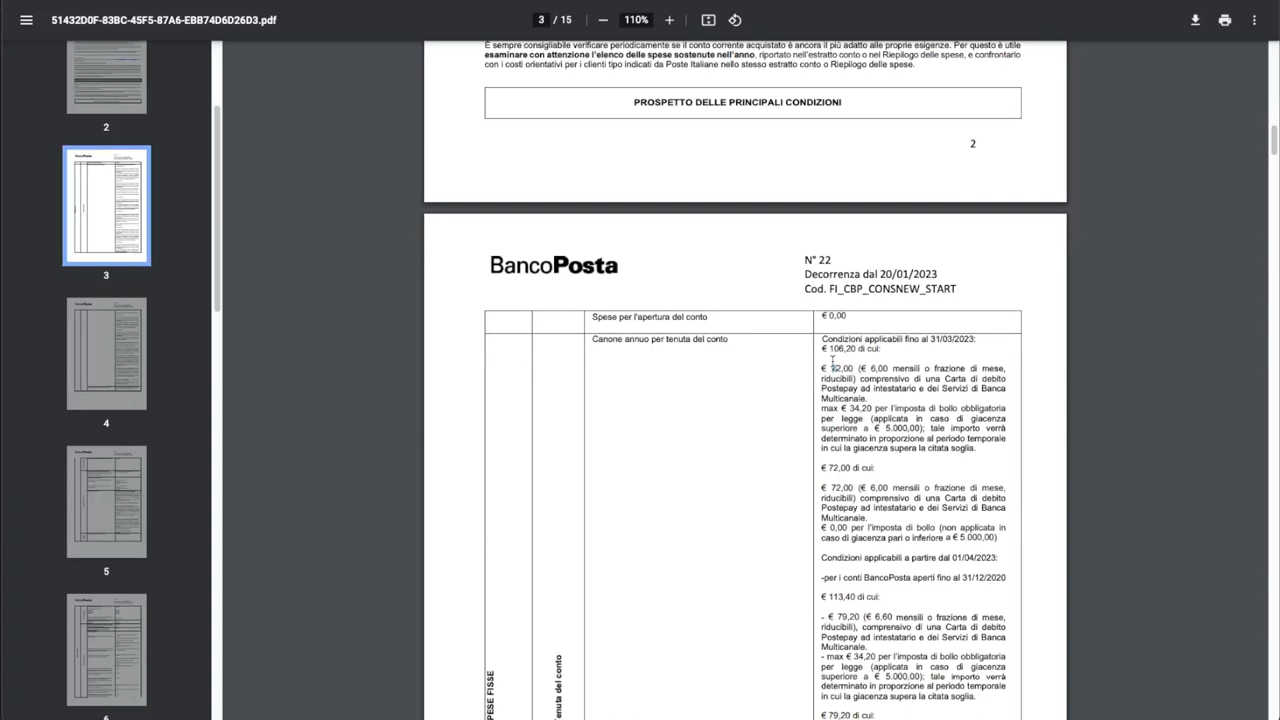 51432D0F-83BC-45F5-87A6-EBB74D6D26D3.pdf
3 / 15
110%
2
3
4
5
È sempre consigliabile verificare periodicamente se il conto corrente acquistato è ancora il più adatto alle proprie esigenze. Per questo è utile
esaminare con attenzione l'elenco delle spese sostenute nell'anno, riportato nell'estratto conto o nel Riepilogo delle spese, e confrontarlo
con i costi orientativi per i clienti tipo indicati da Poste Italiane nello stesso estratto conto o Riepilogo delle spese.
PROSPETTO DELLE PRINCIPALI CONDIZIONI
2
BancoPosta
N° 22
Decorrenza dal 20/01/2023
Cod. FI_CBP_CONSNEW_START
Spese per l'apertura del conto
€ 0,00
Canone annuo per tenuta del conto
Condizioni applicabili fino al 31/03/2023:
€ 106,20 di cui:
€ 72,00 (€ 6,00 mensili o frazione di mese,
riducibili) comprensivo di una Carta di debito
Postepay ad intestatario e dei Servizi di Banca
Multicanale.
max € 34,20 per l'imposta di bollo obbligatoria
per legge (applicata in caso di giacenza
superiore a € 5.000,00); tale importo verrà
determinato in proporzione al periodo temporale
in cui la giacenza supera la citata soglia.
€ 72,00 di cui:
€ 72,00 (€ 6,00 mensili o frazione di mese,
riducibili) comprensivo di una Carta di debito
Postepay ad intestatario e dei Servizi di Banca
Multicanale.
€ 0,00 per l'imposta di bollo (non applicata in
caso di giacenza pari o inferiore a € 5.000,00)
Condizioni applicabili a partire dal 01/04/2023:
-per i conti BancoPosta aperti fino al 31/12/2020
€ 113,40 di cui:
- € 79,20 (€ 6,60 mensili o frazione di mese,
riducibili), comprensivo di una Carta di debito
Postepay ad intestatario e dei Servizi di Banca
Multicanale.
- max € 34,20 per l'imposta di bollo obbligatoria
per legge (applicata in caso di giacenza
superiore a € 5.000,00); tale importo verrà
determinato in proporzione al periodo temporale
in cui la giacenza supera la citata soglia.
€ 79,20 di cui:
PESE FISSE
enuta del conto